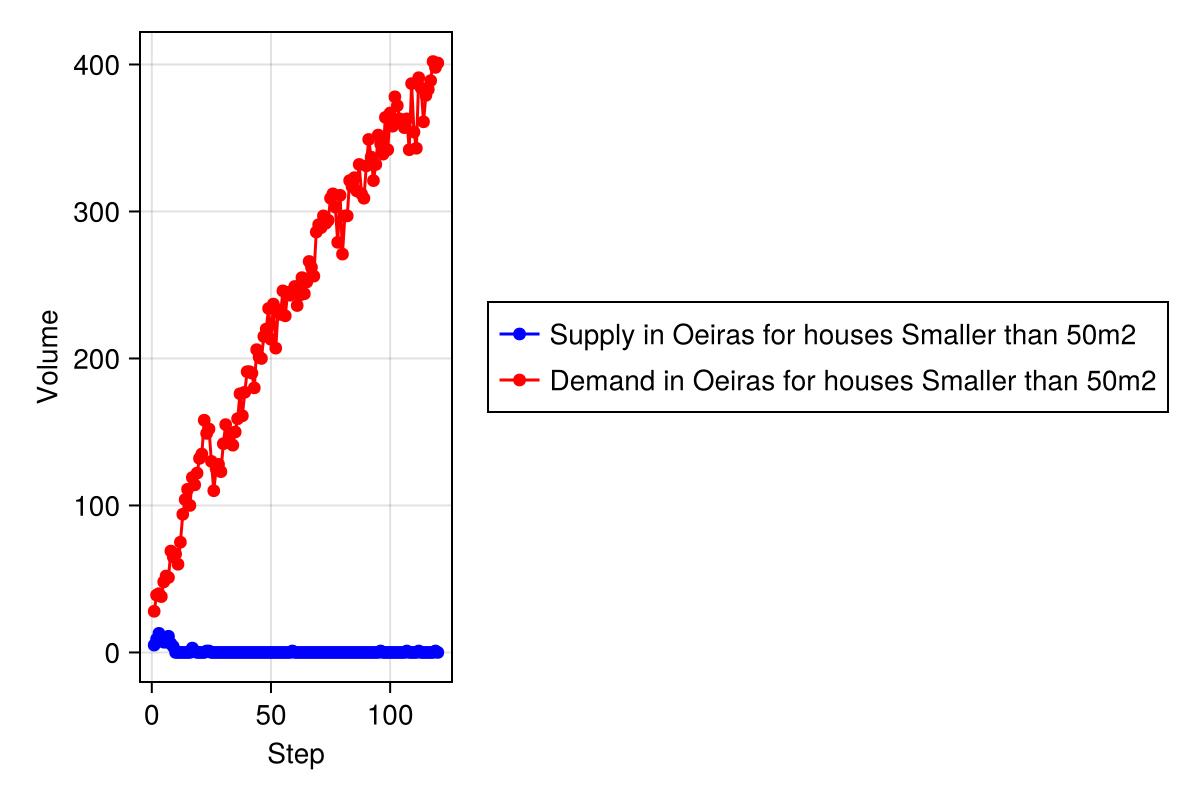 400
300
200
100
0
Volume
0 50 100
Step
Supply in Oeiras for houses Smaller than 50m2
Demand in Oeiras for houses Smaller than 50m2